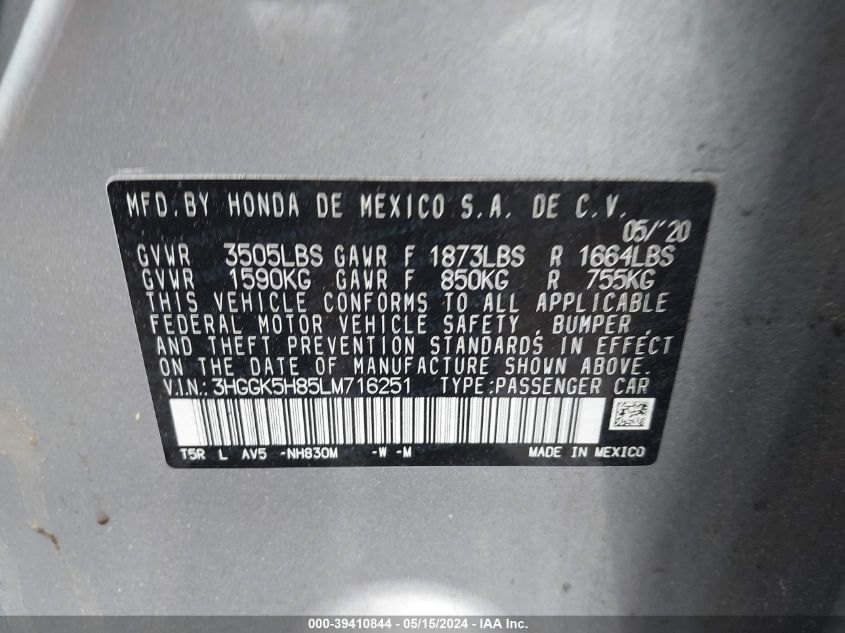 MFD. BY HONDA DE MEXICO S.A. DE C.V.
05/'20
GVWR 3505LBS GAWR F 1873LBS R 1664LBS
GVWR 1590KG GAWR F 850KG R 755KG
THIS VEHICLE CONFORMS TO ALL APPLICABLE
FEDERAL MOTOR VEHICLE SAFETY , BUMPER ,
AND THEFT PREVENTION STANDARDS IN EFFECT
ON THE DATE OF MANUFACTURE SHOWN ABOVE.
V.I.N.: 3HGGK5H85LM716251 TYPE: PASSENGER CAR
T5R L AV5 -NH830M -W -M MADE IN MEXICO
000-39410844 - 05/15/2024 - IAA Inc.